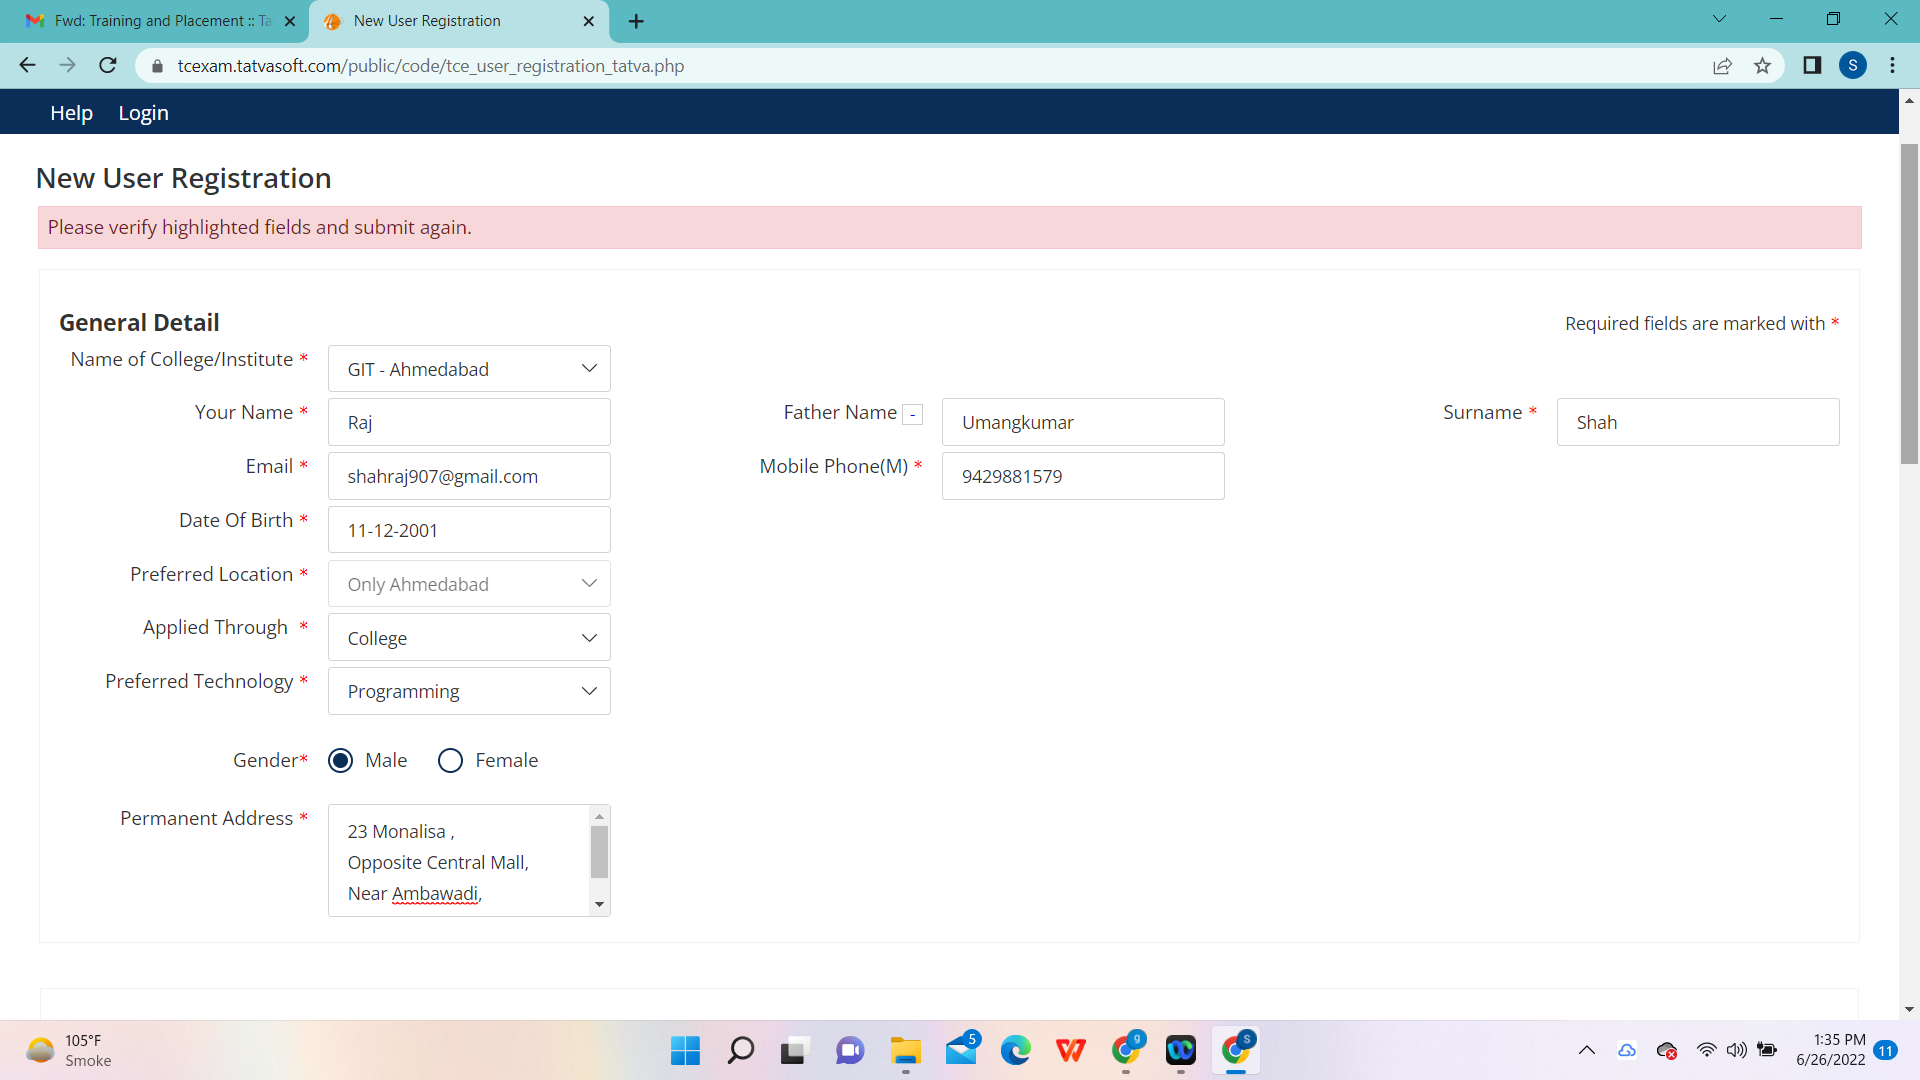 Fwd: Training and Placement :: Ta
New User Registration
tcexam.tatvasoft.com/public/code/tce_user_registration_tatva.php
S
Help Login
New User Registration
Please verify highlighted fields and submit again.
General Detail
Required fields are marked with *
Name of College/Institute * GIT - Ahmedabad
Your Name * Raj Father Name - Umangkumar Surname * Shah
Email * shahraj907@gmail.com Mobile Phone(M) * 9429881579
Date Of Birth * 11-12-2001
Preferred Location * Only Ahmedabad
Applied Through * College
Preferred Technology * Programming
Gender* Male Female
Permanent Address * 23 Monalisa ,
Opposite Central Mall,
Near Ambawadi,
105°F
Smoke
5
g
S
1:35 PM
6/26/2022
11